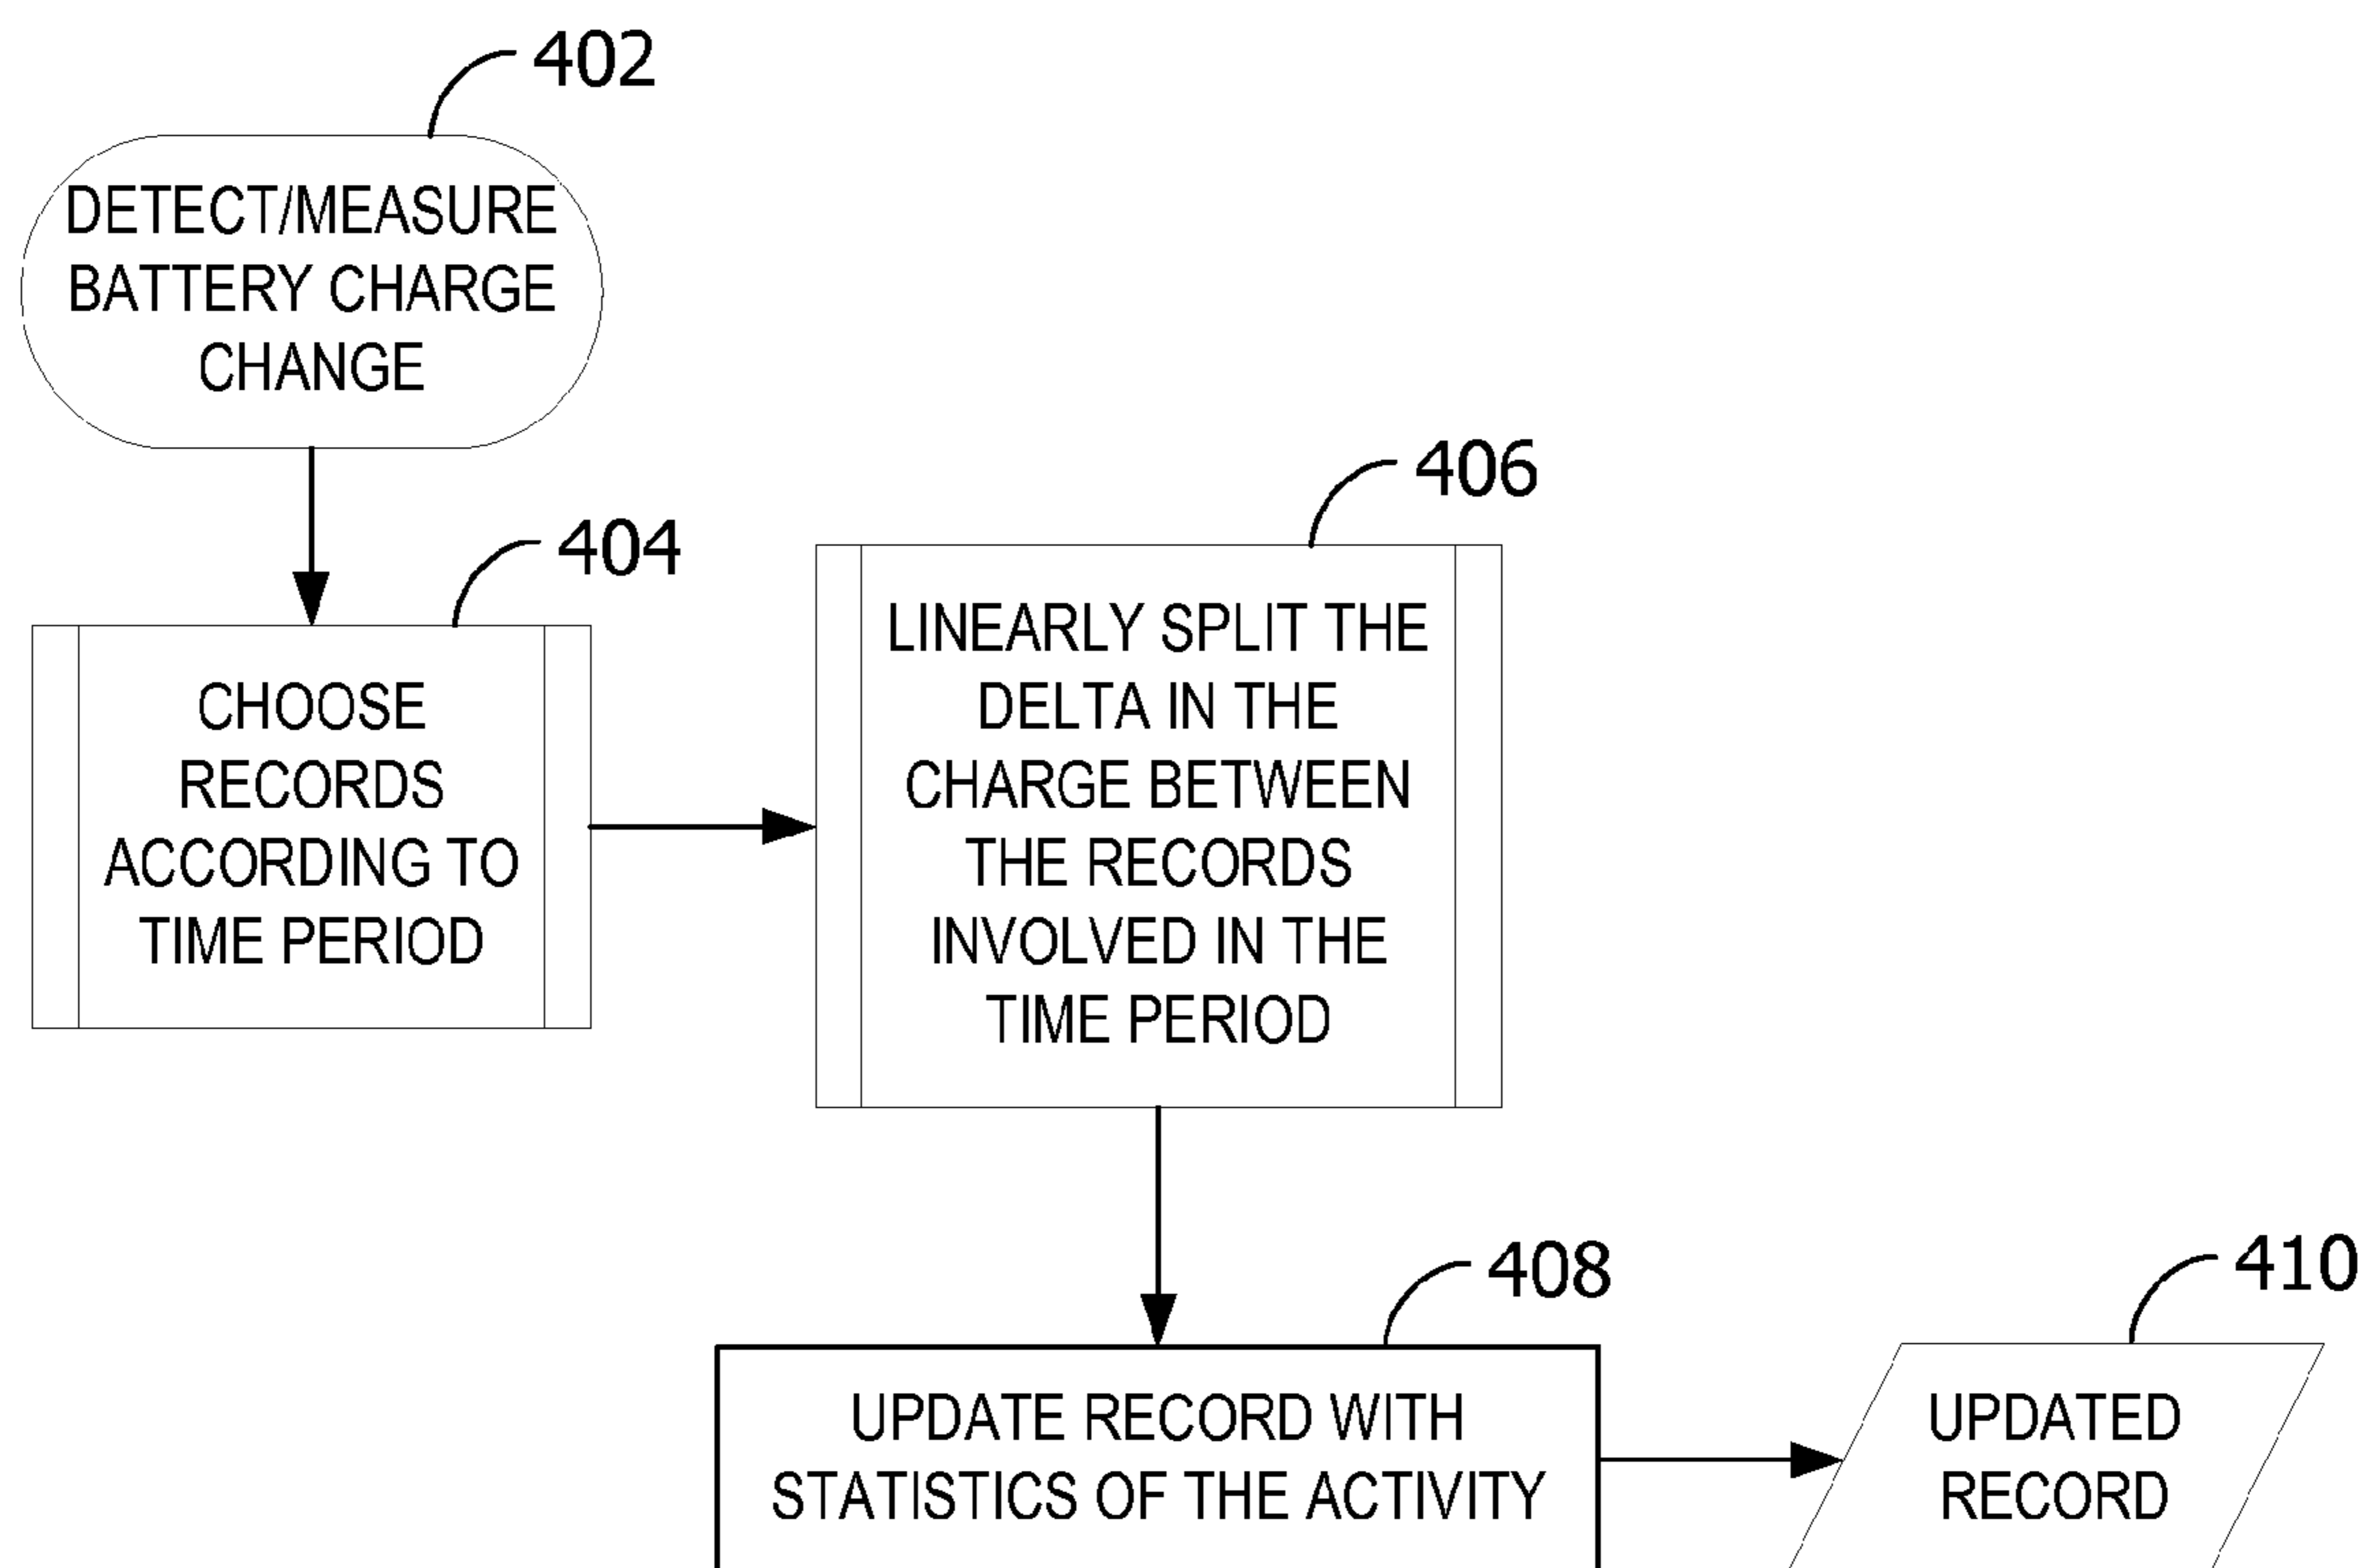 402
DETECT/MEASURE
BATTERY CHARGE
CHANGE
404
CHOOSE
RECORDS
ACCORDING TO
TIME PERIOD
406
LINEARLY SPLIT THE
DELTA IN THE
CHARGE BETWEEN
THE RECORDS
INVOLVED IN THE
TIME PERIOD
408
UPDATE RECORD WITH
STATISTICS OF THE ACTIVITY
410
UPDATED
RECORD